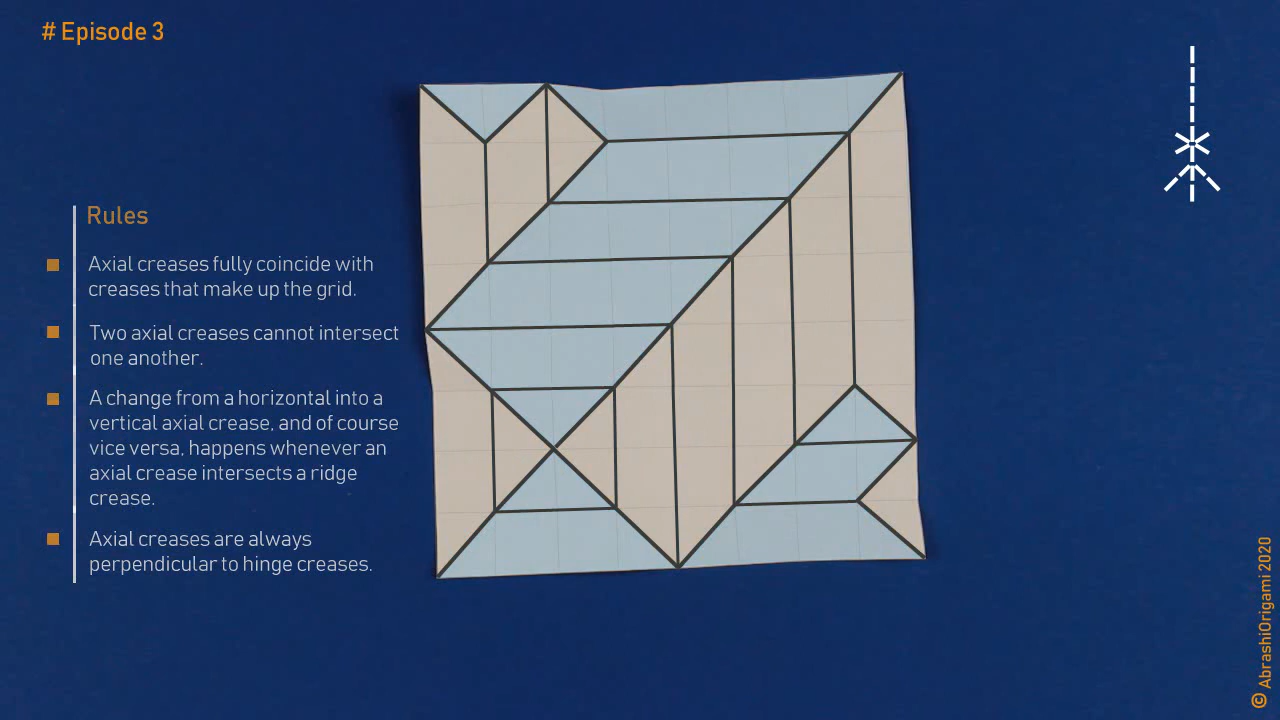 # Episode 3
Rules
Axial creases fully coincide with
creases that make up the grid.
Two axial creases cannot intersect
one another.
A change from a horizontal into a
vertical axial crease, and of course
vice versa, happens whenever an
axial crease intersects a ridge
crease.
Axial creases are always
perpendicular to hinge creases.
© AbrashiOrigami 2020